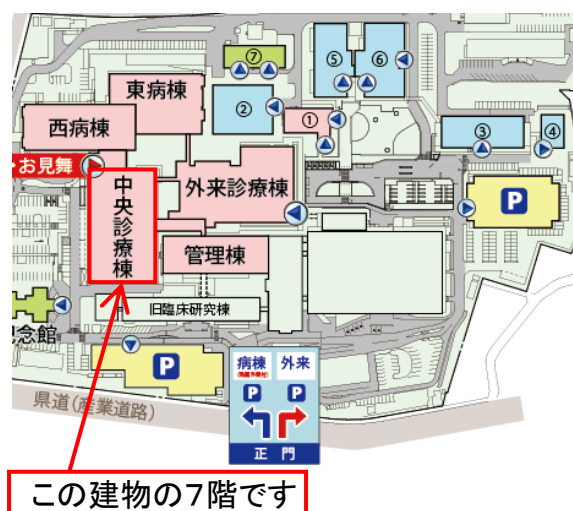 ⑦
⑤
⑥
東病棟
②
①
③
④
西病棟
お見舞
中央診療棟
外来診療棟
P
管理棟
旧臨床研究棟
念館
P
病棟 外来
P P
県道(産業道路)
正 門
この建物の7階です